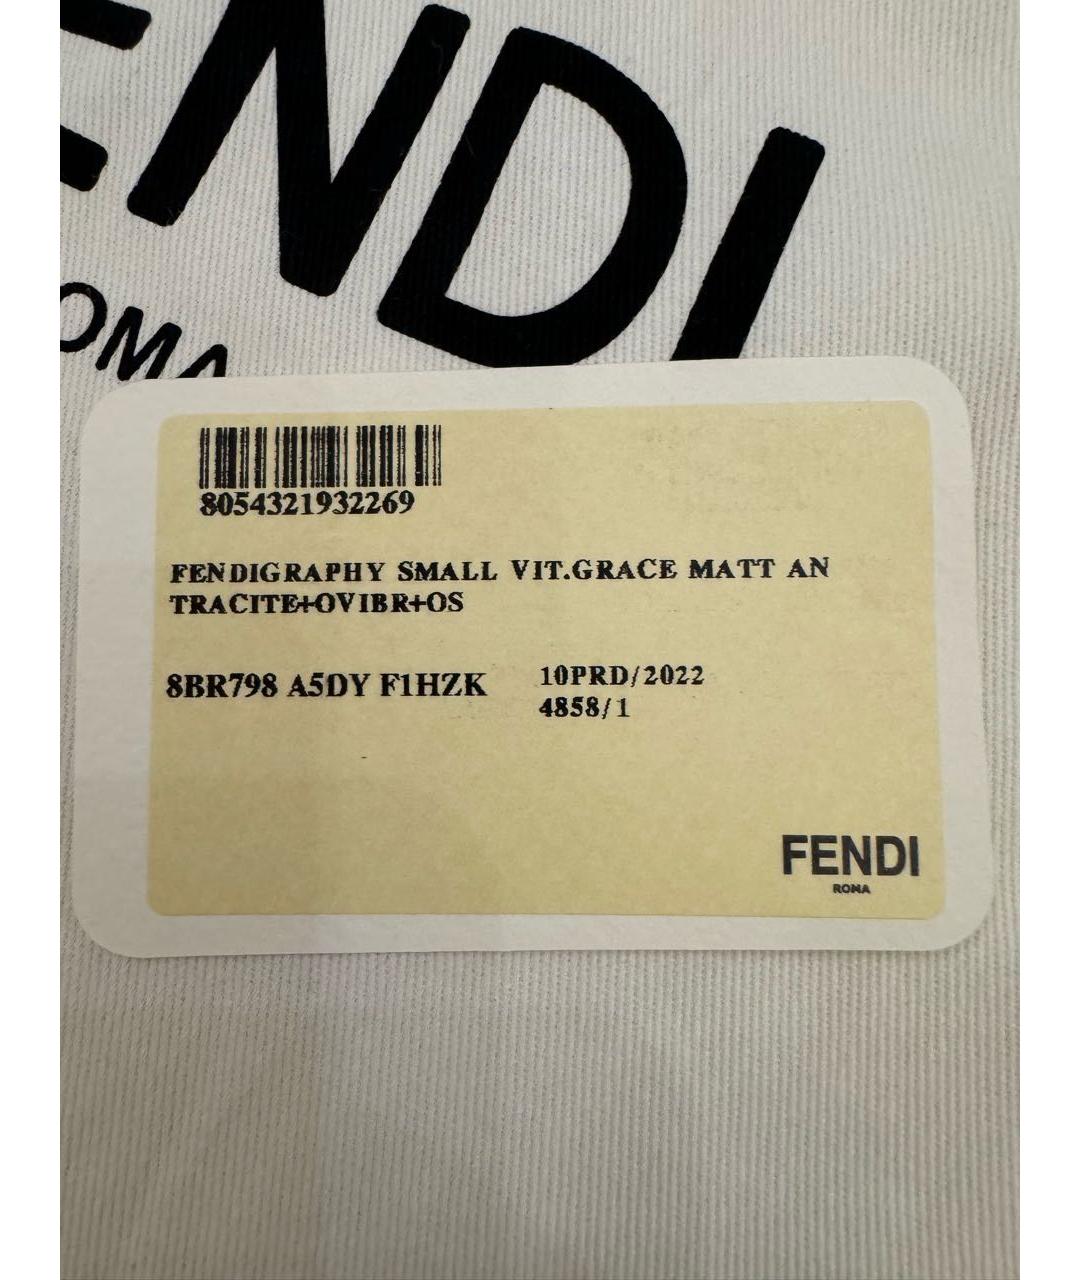 ENDI
OMA
8054321932269
FENDIGRAPHY SMALL VIT.GRACE MATT AN
TRACITE+OVIBR+OS
8BR798 A5DY F1HZK
10PRD/2022
4858/1
FENDI
ROMA